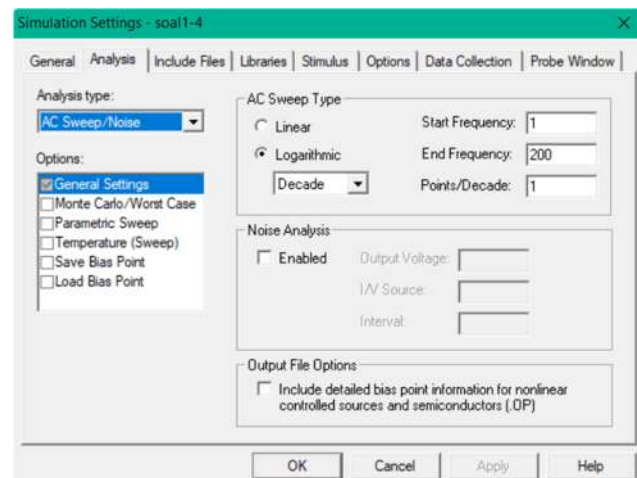 Simulation Settings - soal1-4
General Analysis Include Files Libraries Stimulus Options Data Collection Probe Window
Analysis type:
AC Sweep/Noise
Options:
General Settings
Monte Carlo/Worst Case
Parametric Sweep
Temperature (Sweep)
Save Bias Point
Load Bias Point
AC Sweep Type
Linear
Logarithmic
Decade
Start Frequency: 1
End Frequency: 200
Points/Decade: 1
Noise Analysis
Enabled
Output Voltage:
I/V Source:
Interval:
Output File Options
Include detailed bias point information for nonlinear
controlled sources and semiconductors (.OP)
OK Cancel Apply Help